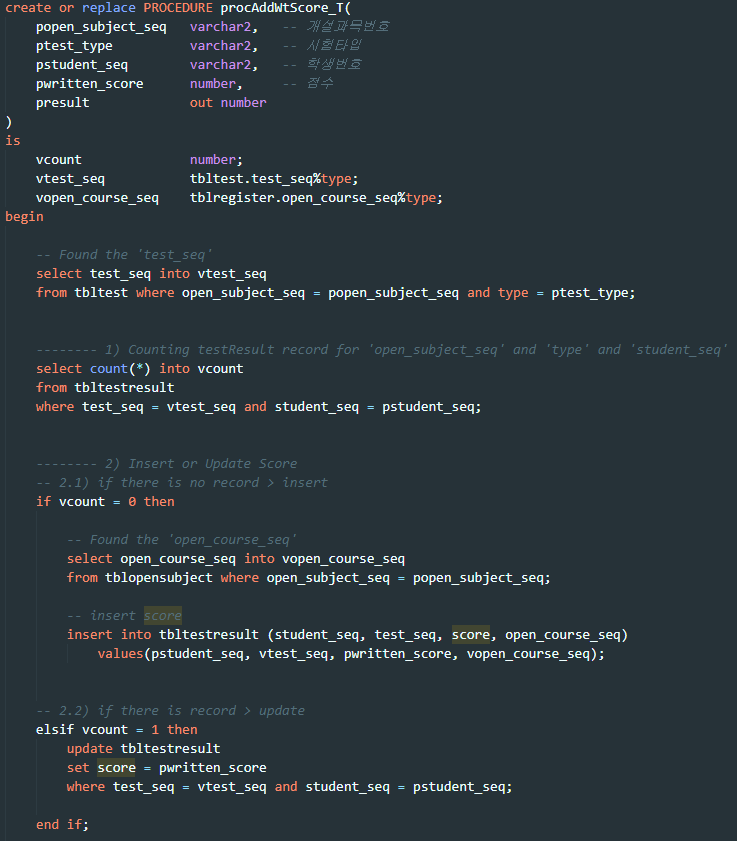 create or replace PROCEDURE procAddWtScore_T(
    popen_subject_seq   varchar2,   -- 개설과목번호
    ptest_type          varchar2,   -- 시험타입
    pstudent_seq        varchar2,   -- 학생번호
    pwritten_score      number,     -- 점수
    presult             out number
)
is
    vcount              number;
    vtest_seq           tbltest.test_seq%type;
    vopen_course_seq    tblregister.open_course_seq%type;
begin
    -- Found the 'test_seq'
    select test_seq into vtest_seq
    from tbltest where open_subject_seq = popen_subject_seq and type = ptest_type;
    -------- 1) Counting testResult record for 'open_subject_seq' and 'type' and 'student_seq'
    select count(*) into vcount
    from tbltestresult
    where test_seq = vtest_seq and student_seq = pstudent_seq;
    -------- 2) Insert or Update Score
    -- 2.1) if there is no record > insert
    if vcount = 0 then
        -- Found the 'open_course_seq'
        select open_course_seq into vopen_course_seq
        from tblopensubject where open_subject_seq = popen_subject_seq;
        -- insert score
        insert into tbltestresult (student_seq, test_seq, score, open_course_seq)
            values(pstudent_seq, vtest_seq, pwritten_score, vopen_course_seq);
    -- 2.2) if there is record > update
    elsif vcount = 1 then
        update tbltestresult
        set score = pwritten_score
        where test_seq = vtest_seq and student_seq = pstudent_seq;
    end if;